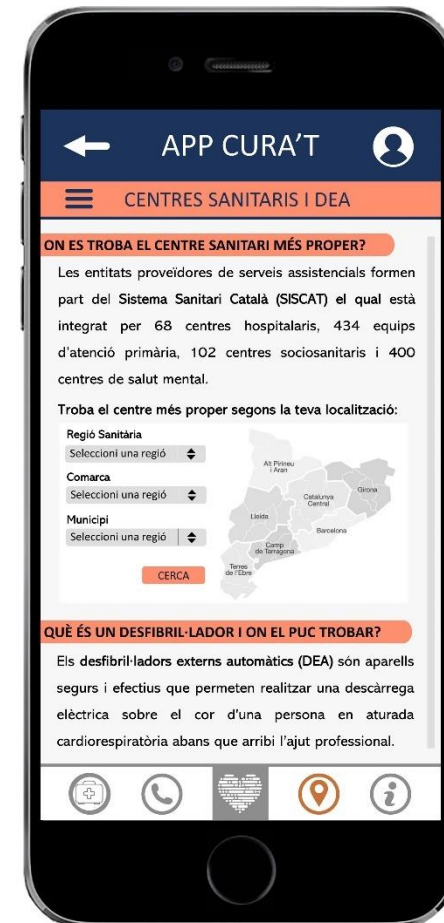 APP CURA'T
CENTRES SANITARIS I DEA
ON ES TROBA EL CENTRE SANITARI MÉS PROPER?
Les entitats proveïdores de serveis assistencials formen
part del Sistema Sanitari Català (SISCAT) el qual està
integrat per 68 centres hospitalaris, 434 equips
d'atenció primària, 102 centres sociosanitaris i 400
centres de salut mental.
Troba el centre més proper segons la teva localització:
Regió Sanitària
Seleccioni una regió
Comarca
Seleccioni una regió
Municipi
Seleccioni una regió
CERCA
Alt Pirineu
i Aran
Girona
Catalunya
Central
Lleida
Barcelona
Camp
de Tarragona
Terres
de l'Ebre
QUÈ ÉS UN DESFIBRIL·LADOR I ON EL PUC TROBAR?
Els desfibril·ladors externs automàtics (DEA) són aparells
segurs i efectius que permeten realitzar una descàrrega
elèctrica sobre el cor d'una persona en aturada
cardiorespiratòria abans que arribi l'ajut professional.